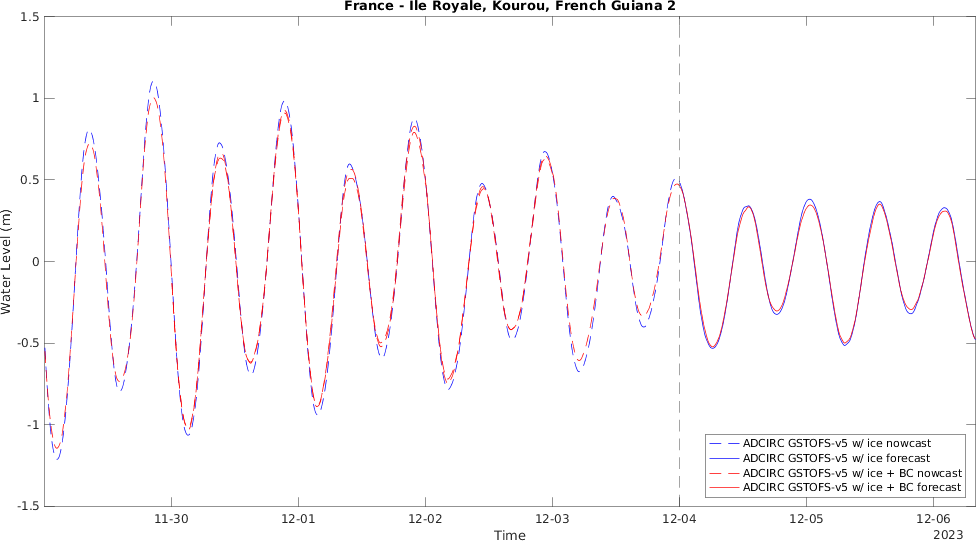 France - Ile Royale, Kourou, French Guiana 2
1.5
1
0.5
0
-0.5
-1
-1.5
Water Level (m)
11-30
12-01
12-02
12-03
12-04
12-05
12-06
Time
2023
ADCIRC GSTOFS-v5 w/ ice nowcast
ADCIRC GSTOFS-v5 w/ ice forecast
ADCIRC GSTOFS-v5 w/ ice + BC nowcast
ADCIRC GSTOFS-v5 w/ ice + BC forecast